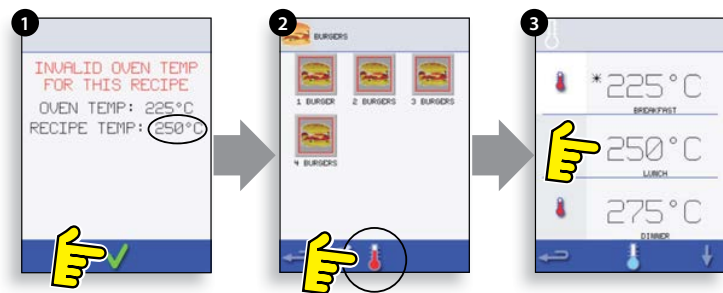 1
INVALID OVEN TEMP
FOR THIS RECIPE
OVEN TEMP: 225°C
RECIPE TEMP: 250°C
2
BURGERS
1 BURGER 2 BURGERS 3 BURGERS
4 BURGERS
3
*225°C
BREAKFAST
250°C
LUNCH
275°C
DINNER